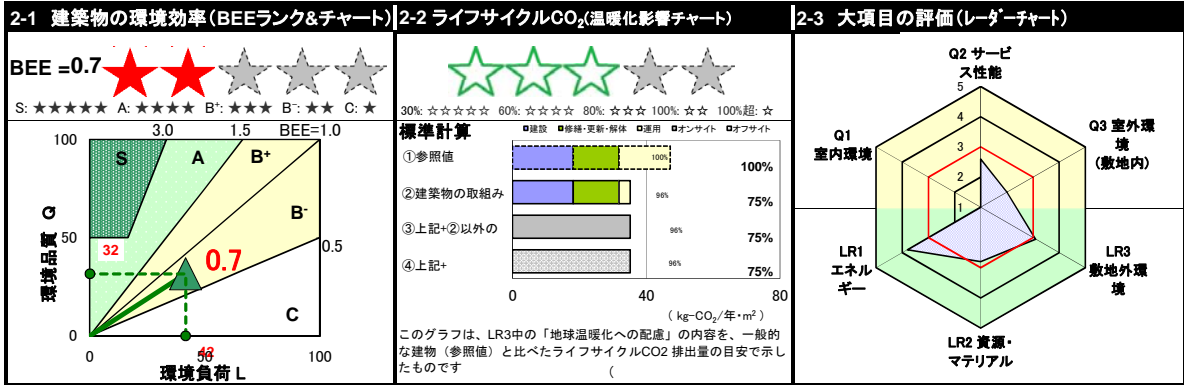 2-1 建築物の環境効率(BEEランク&チャート)
BEE =0.7
S: ★★★★★ A: ★★★★ B⁺: ★★★ B⁻: ★★ C: ★
3.0 1.5 BEE=1.0
100
S
A
B⁺
B⁻
50
32
0.7
0.5
C
環境品質 Q
0
0
42
50
100
環境負荷 L
2-2 ライフサイクルCO₂(温暖化影響チャート)
30%: ☆☆☆☆☆ 60%: ☆☆☆☆ 80%: ☆☆☆ 100%: ☆☆ 100%超: ☆
標準計算
建設 修繕・更新・解体 運用 オンサイト オフサイト
①参照値
100%
100%
②建築物の取組み
96%
75%
③上記+②以外の
96%
75%
④上記+
96%
75%
0 40 80
( kg-CO₂/年・m² )
このグラフは、LR3中の「地球温暖化への配慮」の内容を、一般的
な建物(参照値)と比べたライフサイクルCO2 排出量の目安で示し
たものです (
2-3 大項目の評価(レーダーチャート)
Q2 サービ
ス性能
5
4
3
2
1
Q1
室内環境
Q3 室外環
境
(敷地内)
LR1
エネル
ギー
LR3
敷地外環
境
LR2 資源・
マテリアル